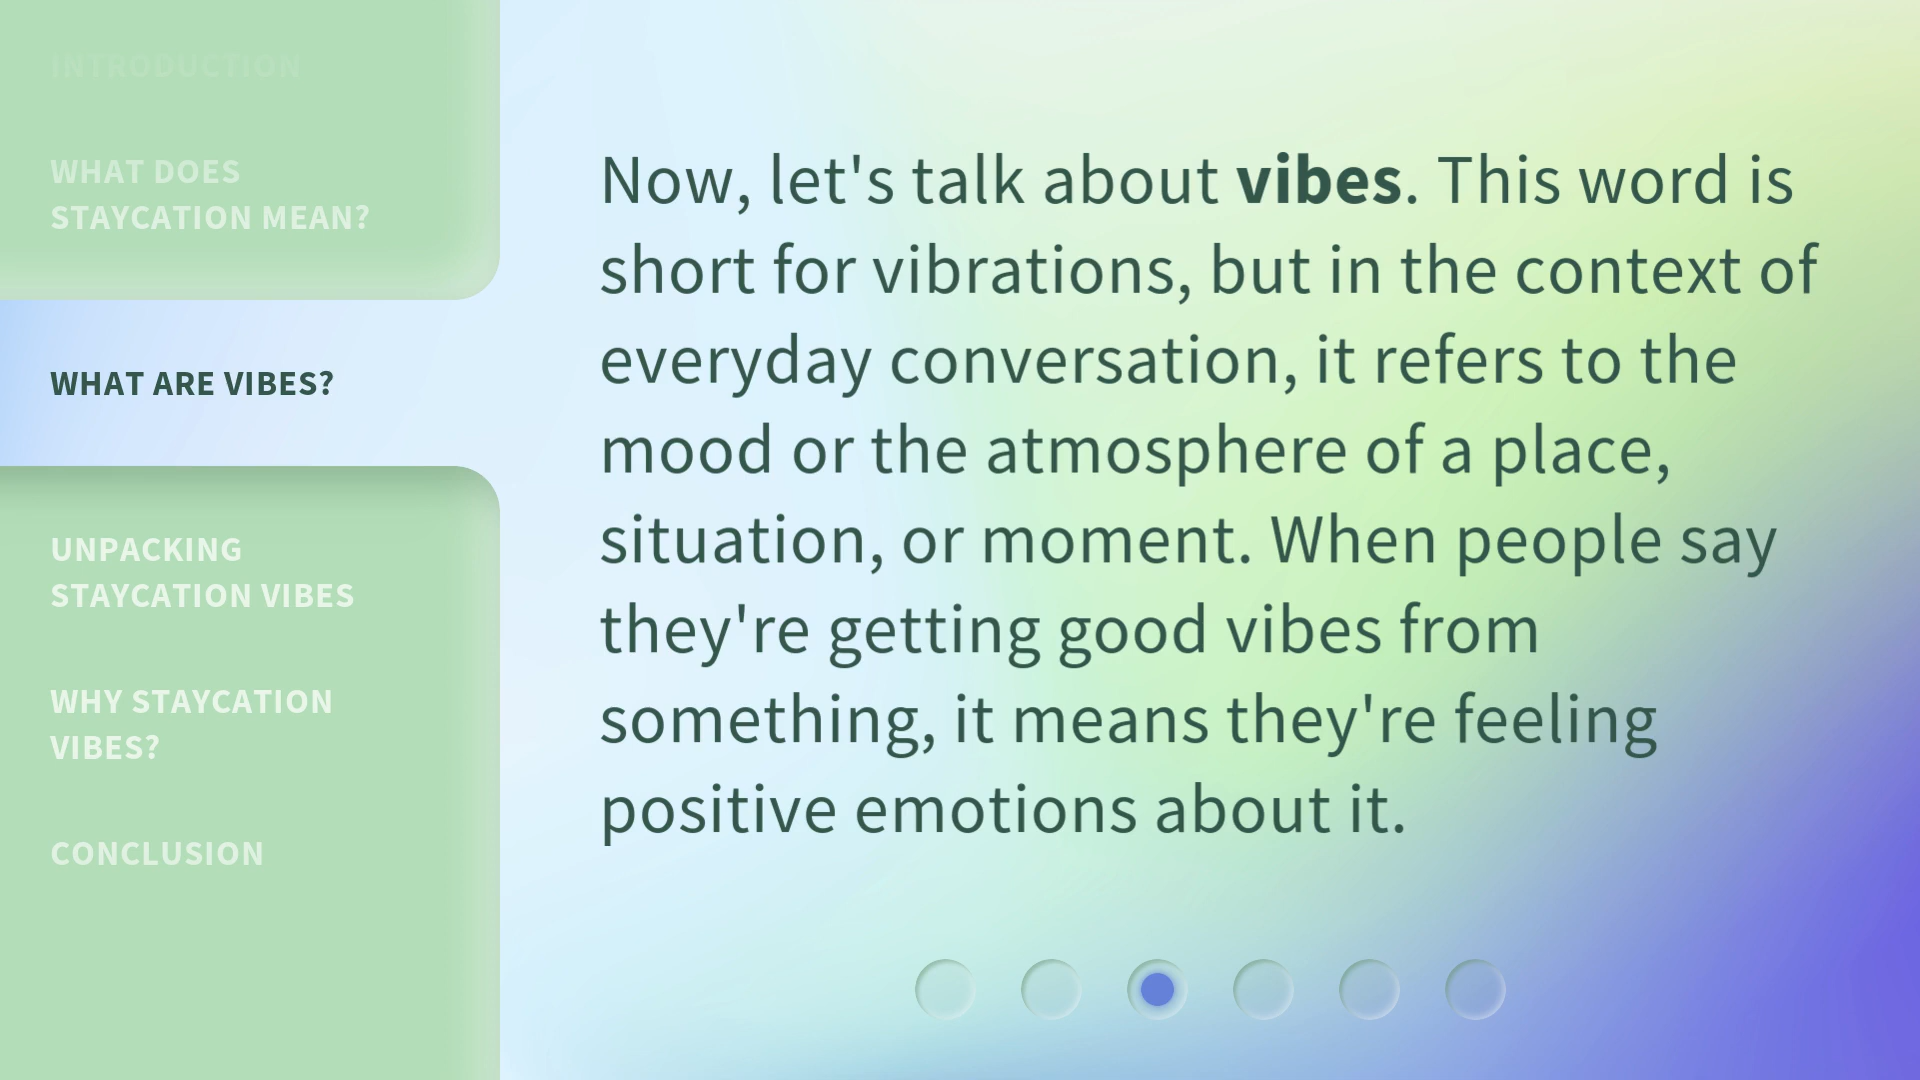 INTRODUCTION
WHAT DOES
STAYCATION MEAN?
WHAT ARE VIBES?
UNPACKING
STAYCATION VIBES
WHY STAYCATION
VIBES?
CONCLUSION
Now, let's talk about vibes. This word is
short for vibrations, but in the context of
everyday conversation, it refers to the
mood or the atmosphere of a place,
situation, or moment. When people say
they're getting good vibes from
something, it means they're feeling
positive emotions about it.